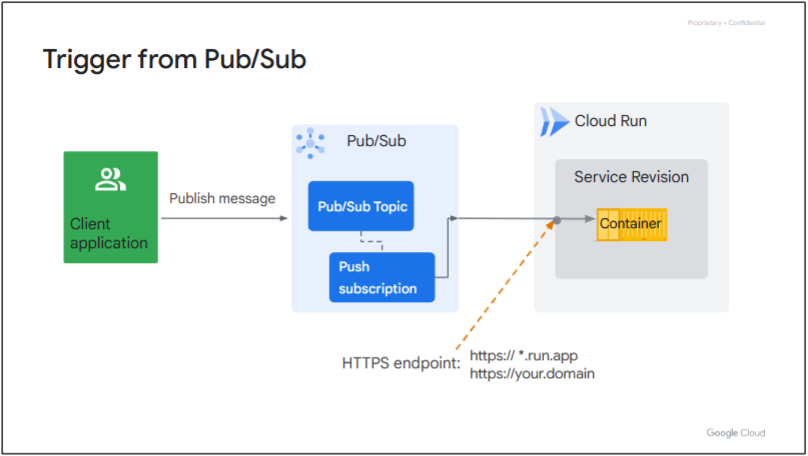 Proprietary + Confidential
Trigger from Pub/Sub
Pub/Sub
Cloud Run
Service Revision
Client
application
Publish message
Pub/Sub Topic
Push
subscription
Container
HTTPS endpoint:
https:// *.run.app
https://your.domain
Google Cloud